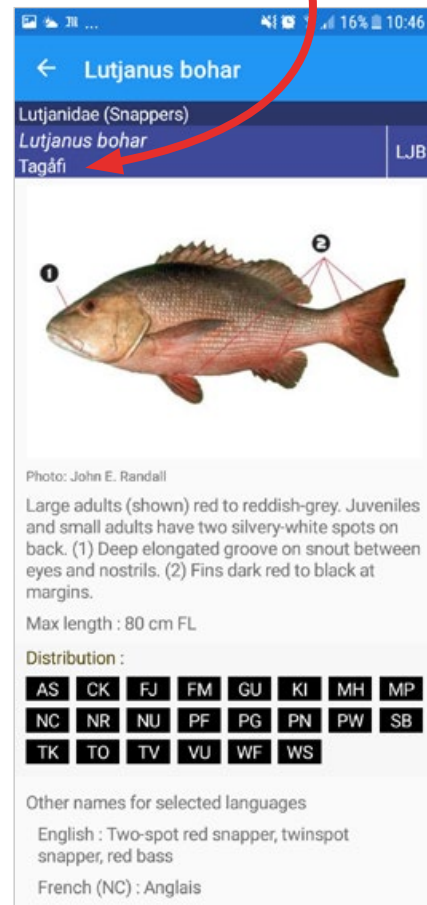 ... 16% 10:46
Lutjanus bohar
Lutjanidae (Snappers)
Lutjanus bohar
LJB
Tagåfi
1
2
Photo: John E. Randall
Large adults (shown) red to reddish-grey. Juveniles
and small adults have two silvery-white spots on
back. (1) Deep elongated groove on snout between
eyes and nostrils. (2) Fins dark red to black at
margins.
Max length : 80 cm FL
Distribution :
AS CK FJ FM GU KI MH MP
NC NR NU PF PG PN PW SB
TK TO TV VU WF WS
Other names for selected languages
English : Two-spot red snapper, twinspot
snapper, red bass
French (NC) : Anglais